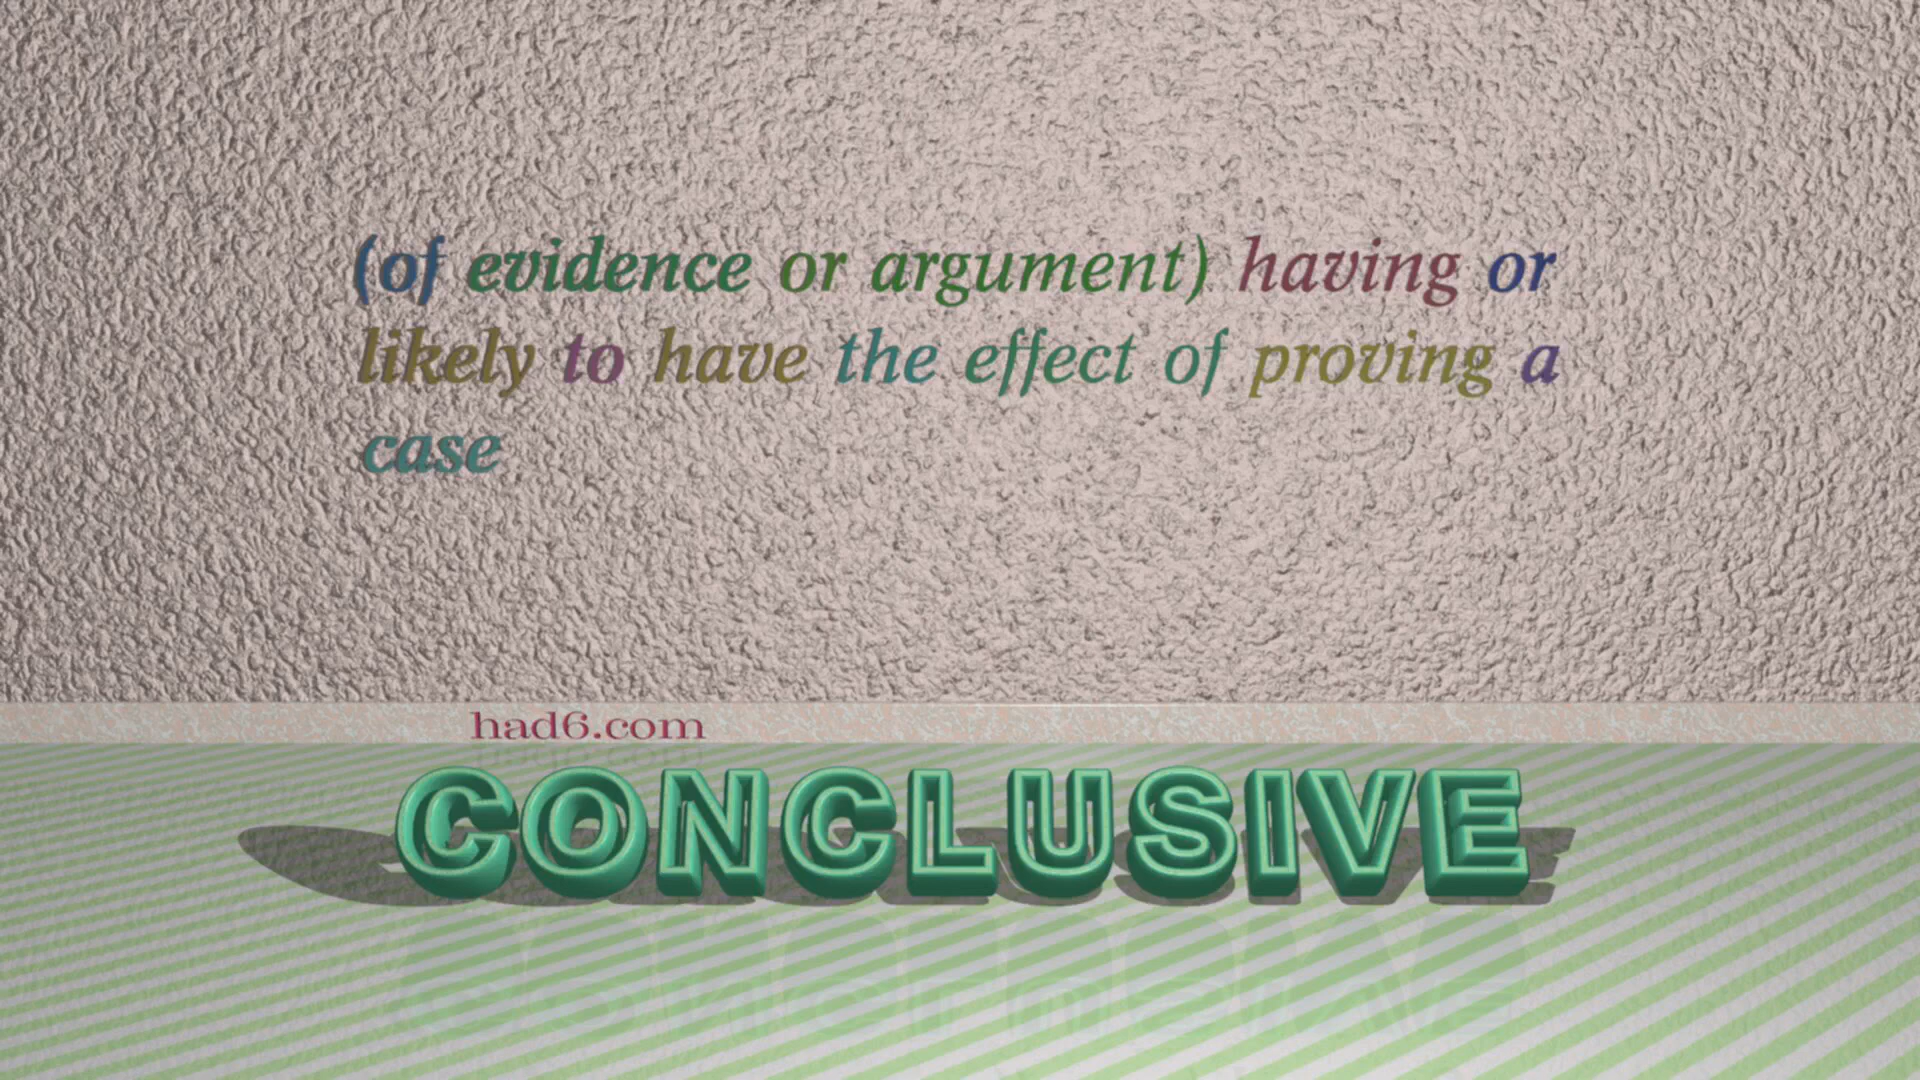 (of evidence or argument) having or
likely to have the effect of proving a
case
had6.com
CONCLUSIVE